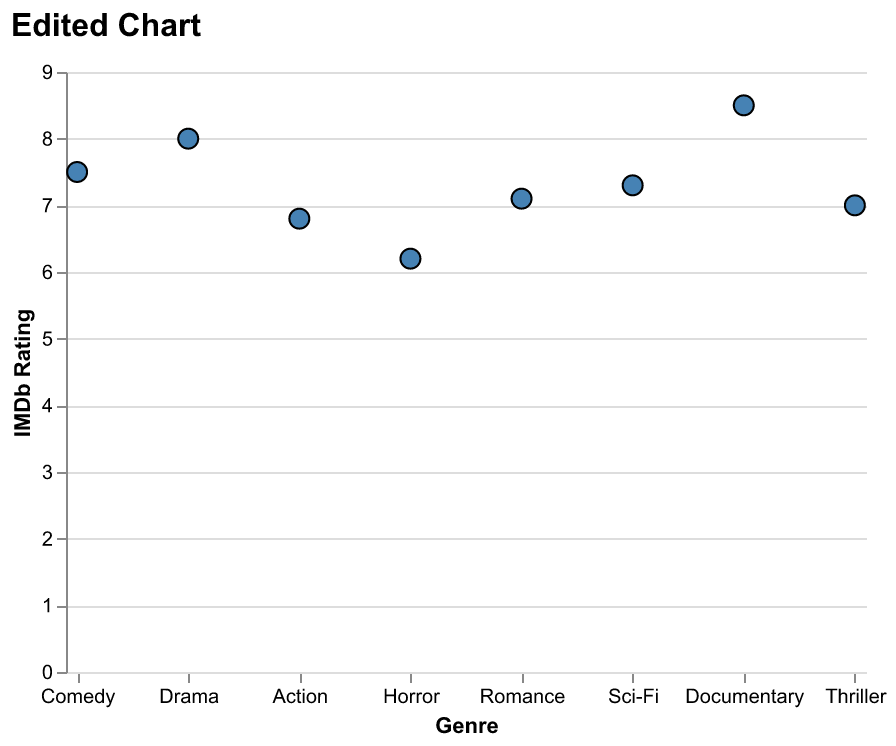 Edited Chart
9
8
7
6
5
4
3
2
1
0
IMDb Rating
Comedy Drama Action Horror Romance Sci-Fi Documentary Thriller
Genre